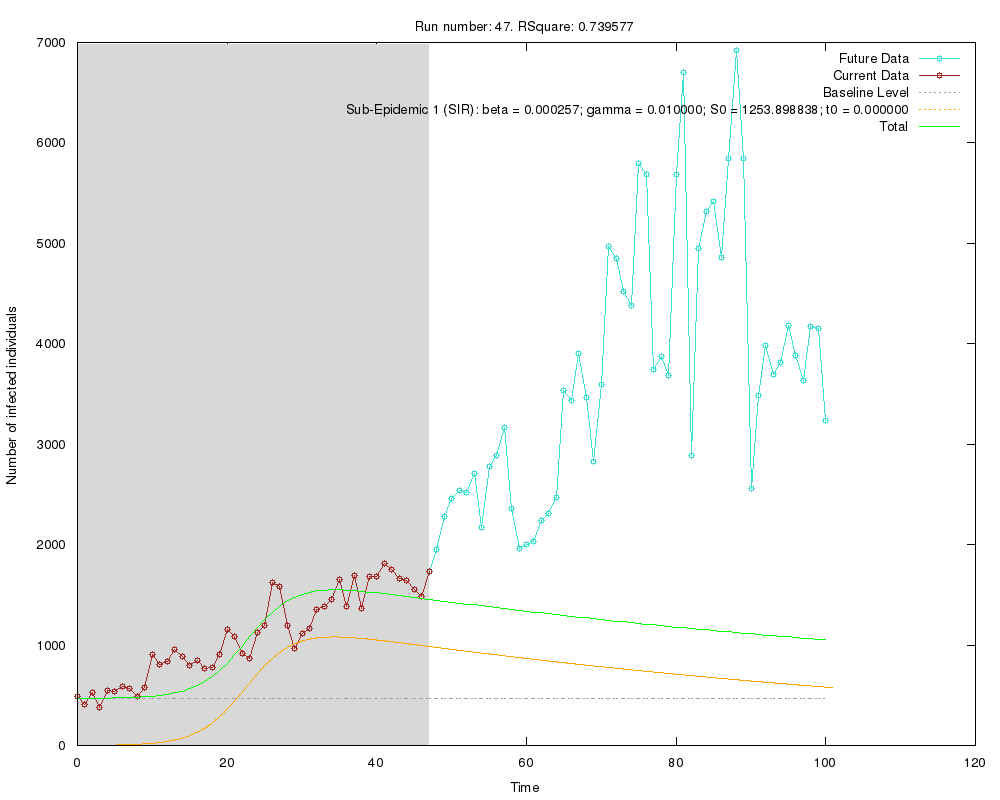 Run number: 47. RSquare: 0.739577
7000
6000
5000
4000
3000
2000
1000
0
Number of infected individuals
Future Data
Current Data
Baseline Level
Sub-Epidemic 1 (SIR): beta = 0.000257; gamma = 0.010000; S0 = 1253.898838; t0 = 0.000000
Total
0 20 40 60 80 100 120
Time